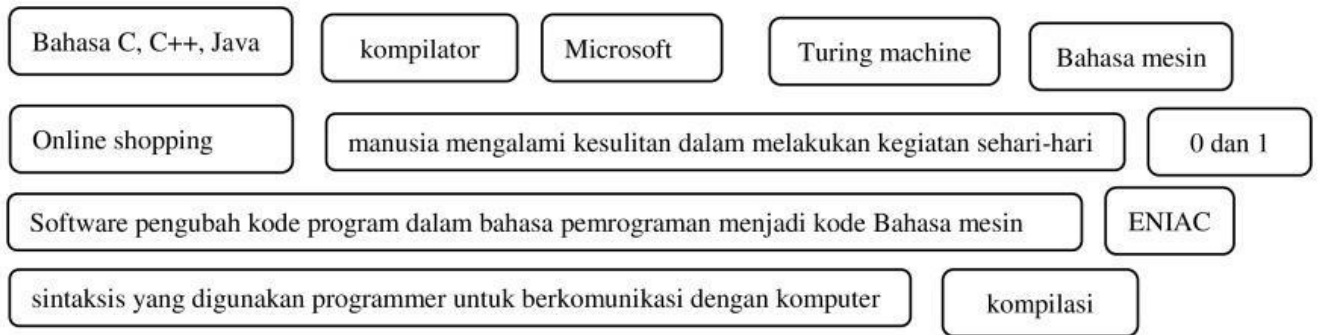 Bahasa C, C++, Java
kompilator
Microsoft
Turing machine
Bahasa mesin
Online shopping
manusia mengalami kesulitan dalam melakukan kegiatan sehari-hari
0 dan 1
Software pengubah kode program dalam bahasa pemrograman menjadi kode Bahasa mesin
ENIAC
sintaksis yang digunakan programmer untuk berkomunikasi dengan komputer
kompilasi